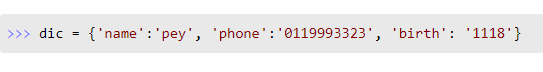 >>> dic = {'name':'pey', 'phone':'0119993323', 'birth': '1118'}